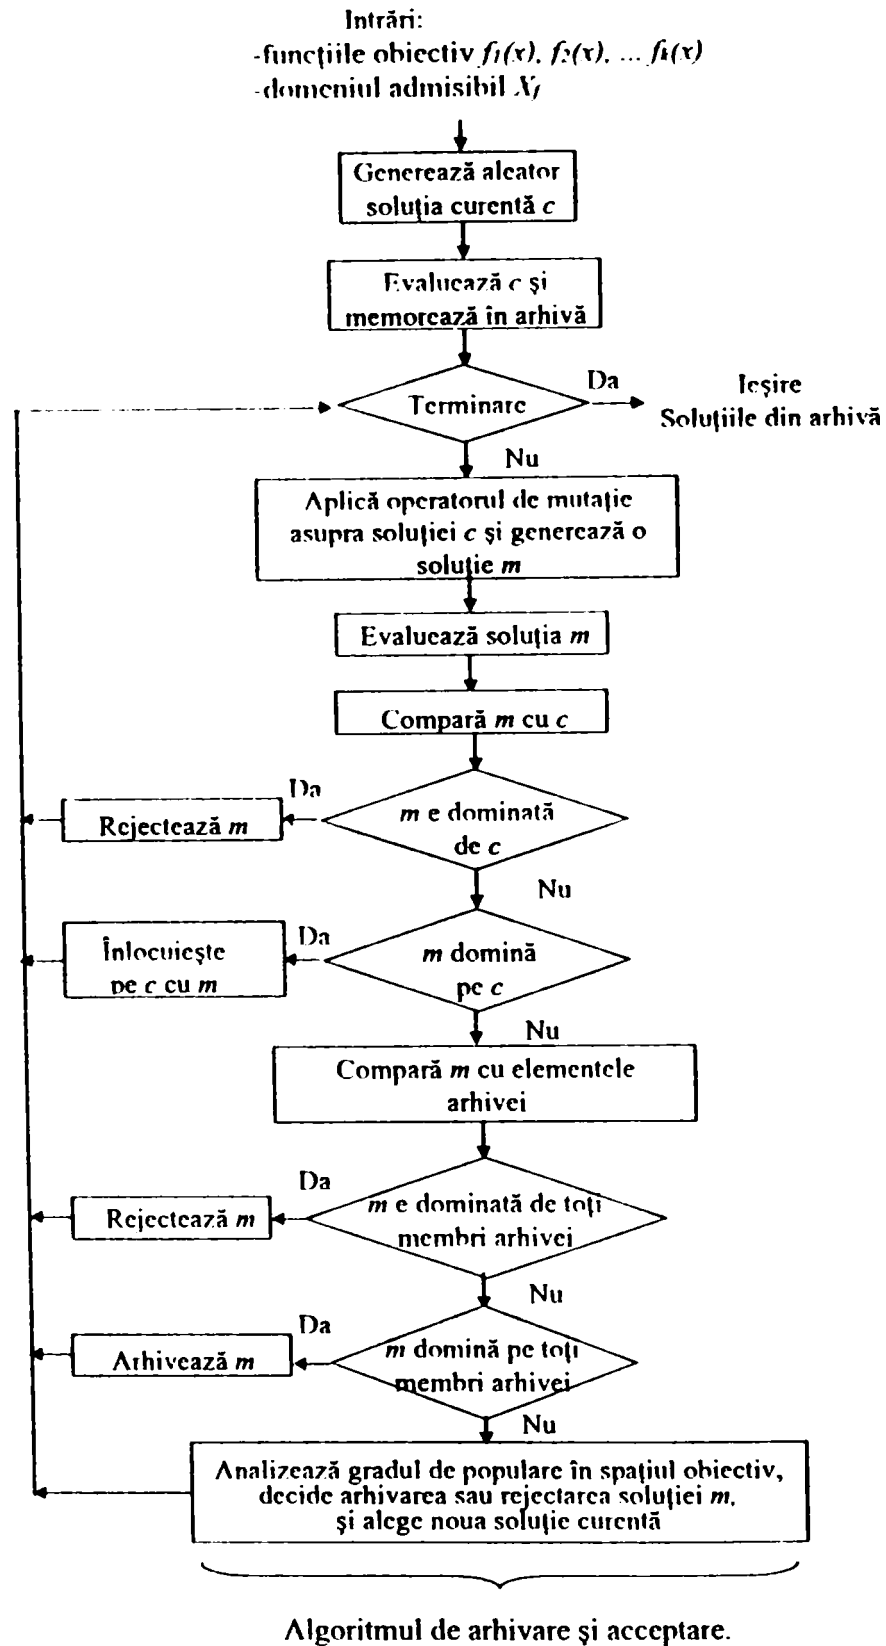 Intrări:
-funcțiile obiectiv f1(x), f2(x), ... fk(x)
-domeniul admisibil Xf
Generează aleator
soluția curentă c
Evaluează c și
memorează în arhivă
Terminare
Da
Ieșire
Soluțiile din arhivă
Nu
Aplică operatorul de mutație
asupra soluției c și generează o
soluție m
Evaluează soluția m
Compară m cu c
Da
m e dominată
de c
Rejectează m
Nu
Da
m domină
pe c
Înlocuiește
pe c cu m
Nu
Compară m cu elementele
arhivei
Da
m e dominată de toți
membri arhivei
Rejectează m
Nu
Da
m domină pe toți
membri arhivei
Arhivează m
Nu
Analizează gradul de populare în spațiul obiectiv,
decide arhivarea sau rejectarea soluției m,
și alege noua soluție curentă
Algoritmul de arhivare și acceptare.